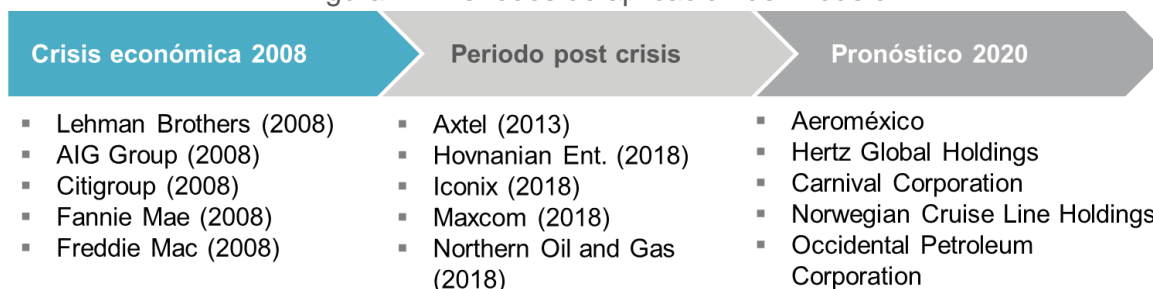 Crisis económica 2008
Lehman Brothers (2008)
AIG Group (2008)
Citigroup (2008)
Fannie Mae (2008)
Freddie Mac (2008)
Periodo post crisis
Axtel (2013)
Hovnanian Ent. (2018)
Iconix (2018)
Maxcom (2018)
Northern Oil and Gas
(2018)
Pronóstico 2020
Aeroméxico
Hertz Global Holdings
Carnival Corporation
Norwegian Cruise Line Holdings
Occidental Petroleum
Corporation